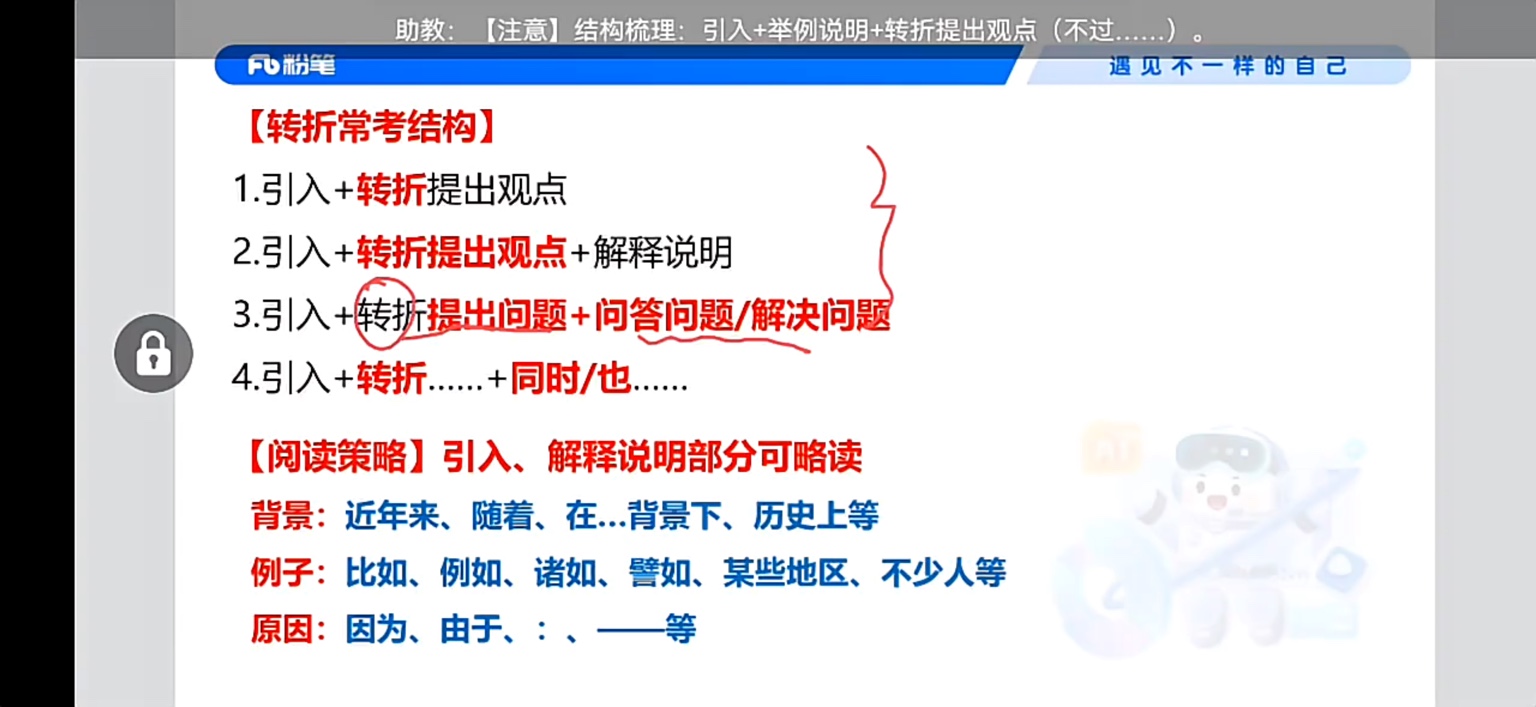 助教：【注意】结构梳理：引入+举例说明+转折提出观点（不过……）。
粉笔
遇见不一样的自己
【转折常考结构】
1.引入+转折提出观点
2.引入+转折提出观点+解释说明
3.引入+转折提出问题+问答问题/解决问题
4.引入+转折……+同时/也……
【阅读策略】引入、解释说明部分可略读
背景：近年来、随着、在…背景下、历史上等
例子：比如、例如、诸如、譬如、某些地区、不少人等
原因：因为、由于、：、——等